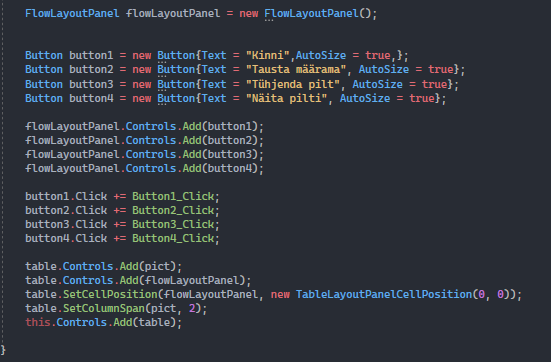 FlowLayoutPanel flowLayoutPanel = new FlowLayoutPanel();
Button button1 = new Button{Text = "Kinni",AutoSize = true,};
Button button2 = new Button{Text = "Tausta määrama", AutoSize = true};
Button button3 = new Button{Text = "Tühjenda pilt", AutoSize = true};
Button button4 = new Button{Text = "Näita pilti", AutoSize = true};
flowLayoutPanel.Controls.Add(button1);
flowLayoutPanel.Controls.Add(button2);
flowLayoutPanel.Controls.Add(button3);
flowLayoutPanel.Controls.Add(button4);
button1.Click += Button1_Click;
button2.Click += Button2_Click;
button3.Click += Button3_Click;
button4.Click += Button4_Click;
table.Controls.Add(pict);
table.Controls.Add(flowLayoutPanel);
table.SetCellPosition(flowLayoutPanel, new TableLayoutPanelCellPosition(0, 0));
table.SetColumnSpan(pict, 2);
this.Controls.Add(table);
}